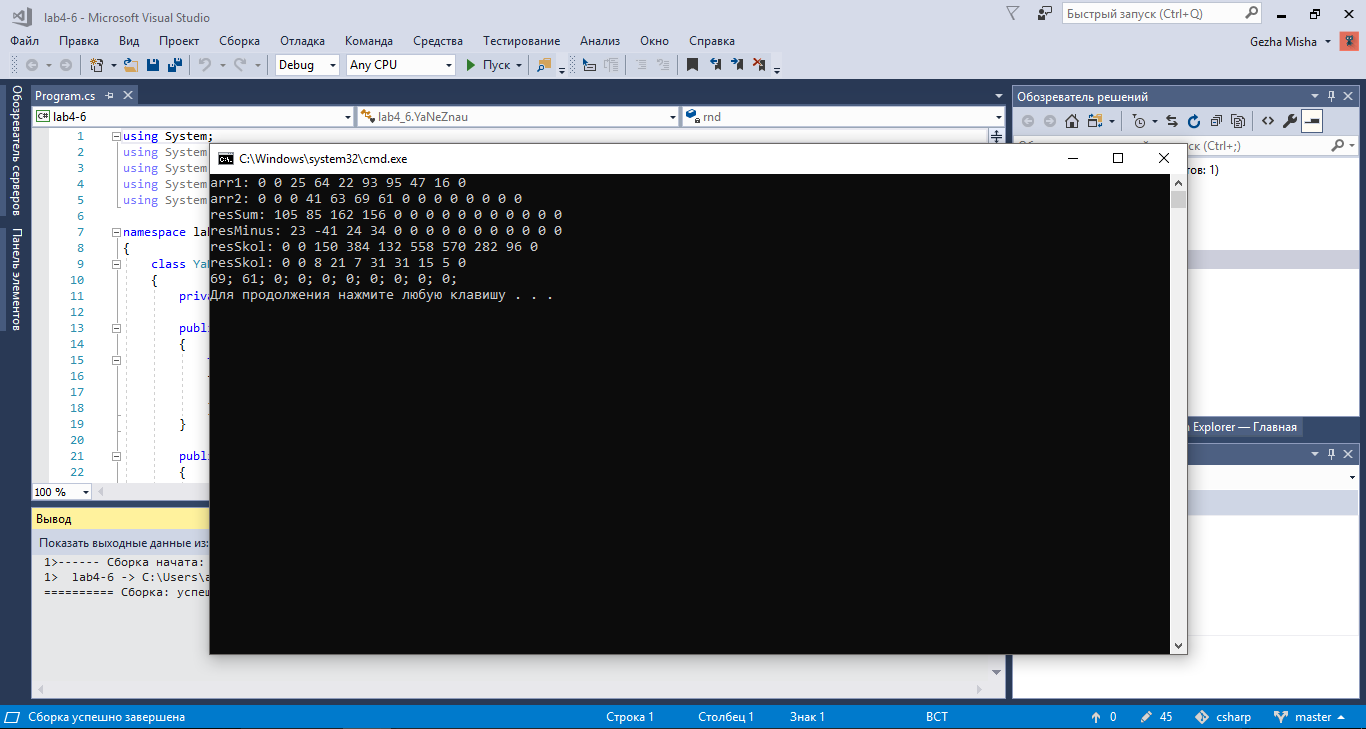 lab4-6 - Microsoft Visual Studio
Быстрый запуск (Ctrl+Q)
Файл Правка Вид Проект Сборка Отладка Команда Средства Тестирование Анализ Окно Справка
Gezha Misha
Debug Any CPU Пуск
Обозреватель серверов
Панель элементов
Program.cs
lab4-6 lab4_6.YaNeZnau rnd
1 using System;
2 using System
3 using System
4 using System
5 using System
6
7 namespace la
8 {
9 class Ya
10 {
11 priv
12
13 publi
14 {
15
16
17
18
19 }
20
21 publi
22 {
100 %
C:\Windows\system32\cmd.exe
arr1: 0 0 25 64 22 93 95 47 16 0
arr2: 0 0 0 41 63 69 61 0 0 0 0 0 0 0 0
resSum: 105 85 162 156 0 0 0 0 0 0 0 0 0 0 0
resMinus: 23 -41 24 34 0 0 0 0 0 0 0 0 0 0 0
resSkol: 0 0 150 384 132 558 570 282 96 0
resSkol: 0 0 8 21 7 31 31 15 5 0
69; 61; 0; 0; 0; 0; 0; 0; 0; 0;
Для продолжения нажмите любую клавишу . . .
Обозреватель решений
ск (Ctrl+;)
ов: 1)
Explorer — Главная
Вывод
Показать выходные данные из:
1>------ Сборка начата:
1> lab4-6 -> C:\Users\a
========== Сборка: успеш
Сборка успешно завершена Строка 1 Столбец 1 Знак 1 ВСТ 0 45 csharp master